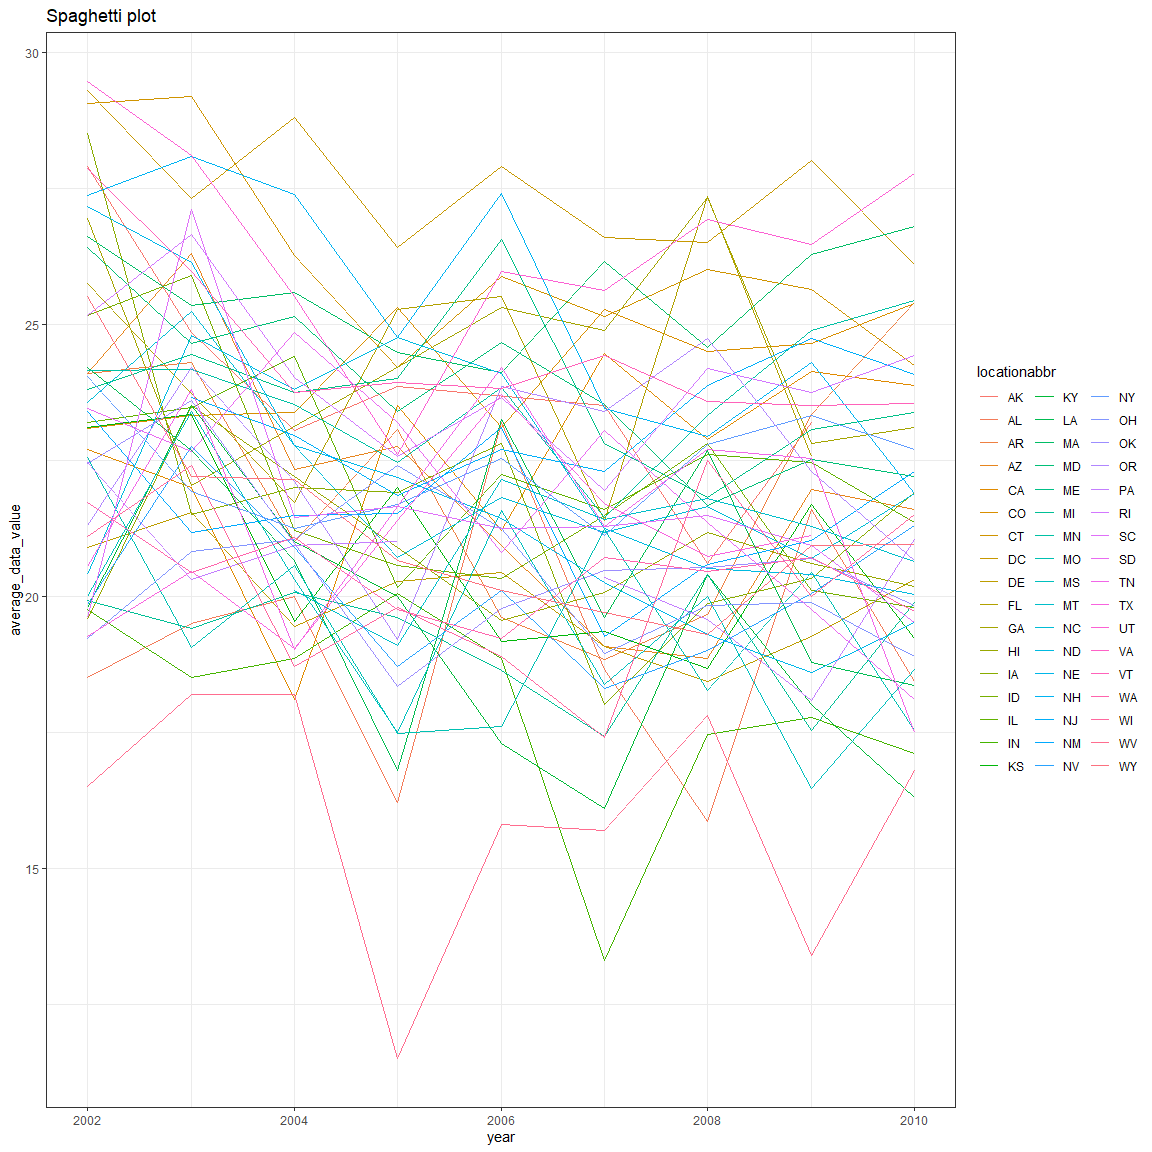 Spaghetti plot
30
25
20
15
average_data_value
2002
2004
2006
2008
2010
year
locationabbr
AK KY NY
AL LA OH
AR MA OK
AZ MD OR
CA ME PA
CO MI RI
CT MN SC
DC MO SD
DE MS TN
FL MT TX
GA NC UT
HI ND VA
IA NE VT
ID NH WA
IL NJ WI
IN NM WV
KS NV WY